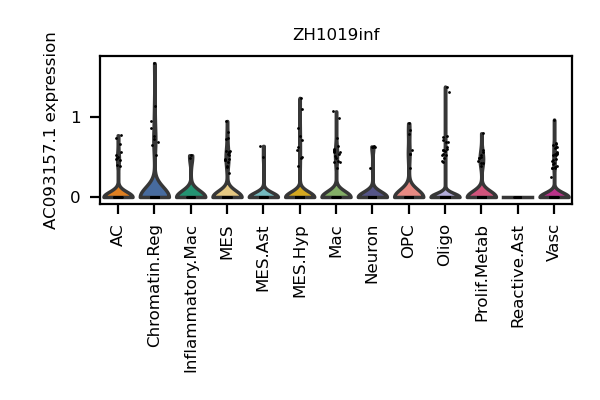 ZH1019inf
AC093157.1 expression
1
0
AC
Chromatin.Reg
Inflammatory.Mac
MES
MES.Ast
MES.Hyp
Mac
Neuron
OPC
Oligo
Prolif.Metab
Reactive.Ast
Vasc